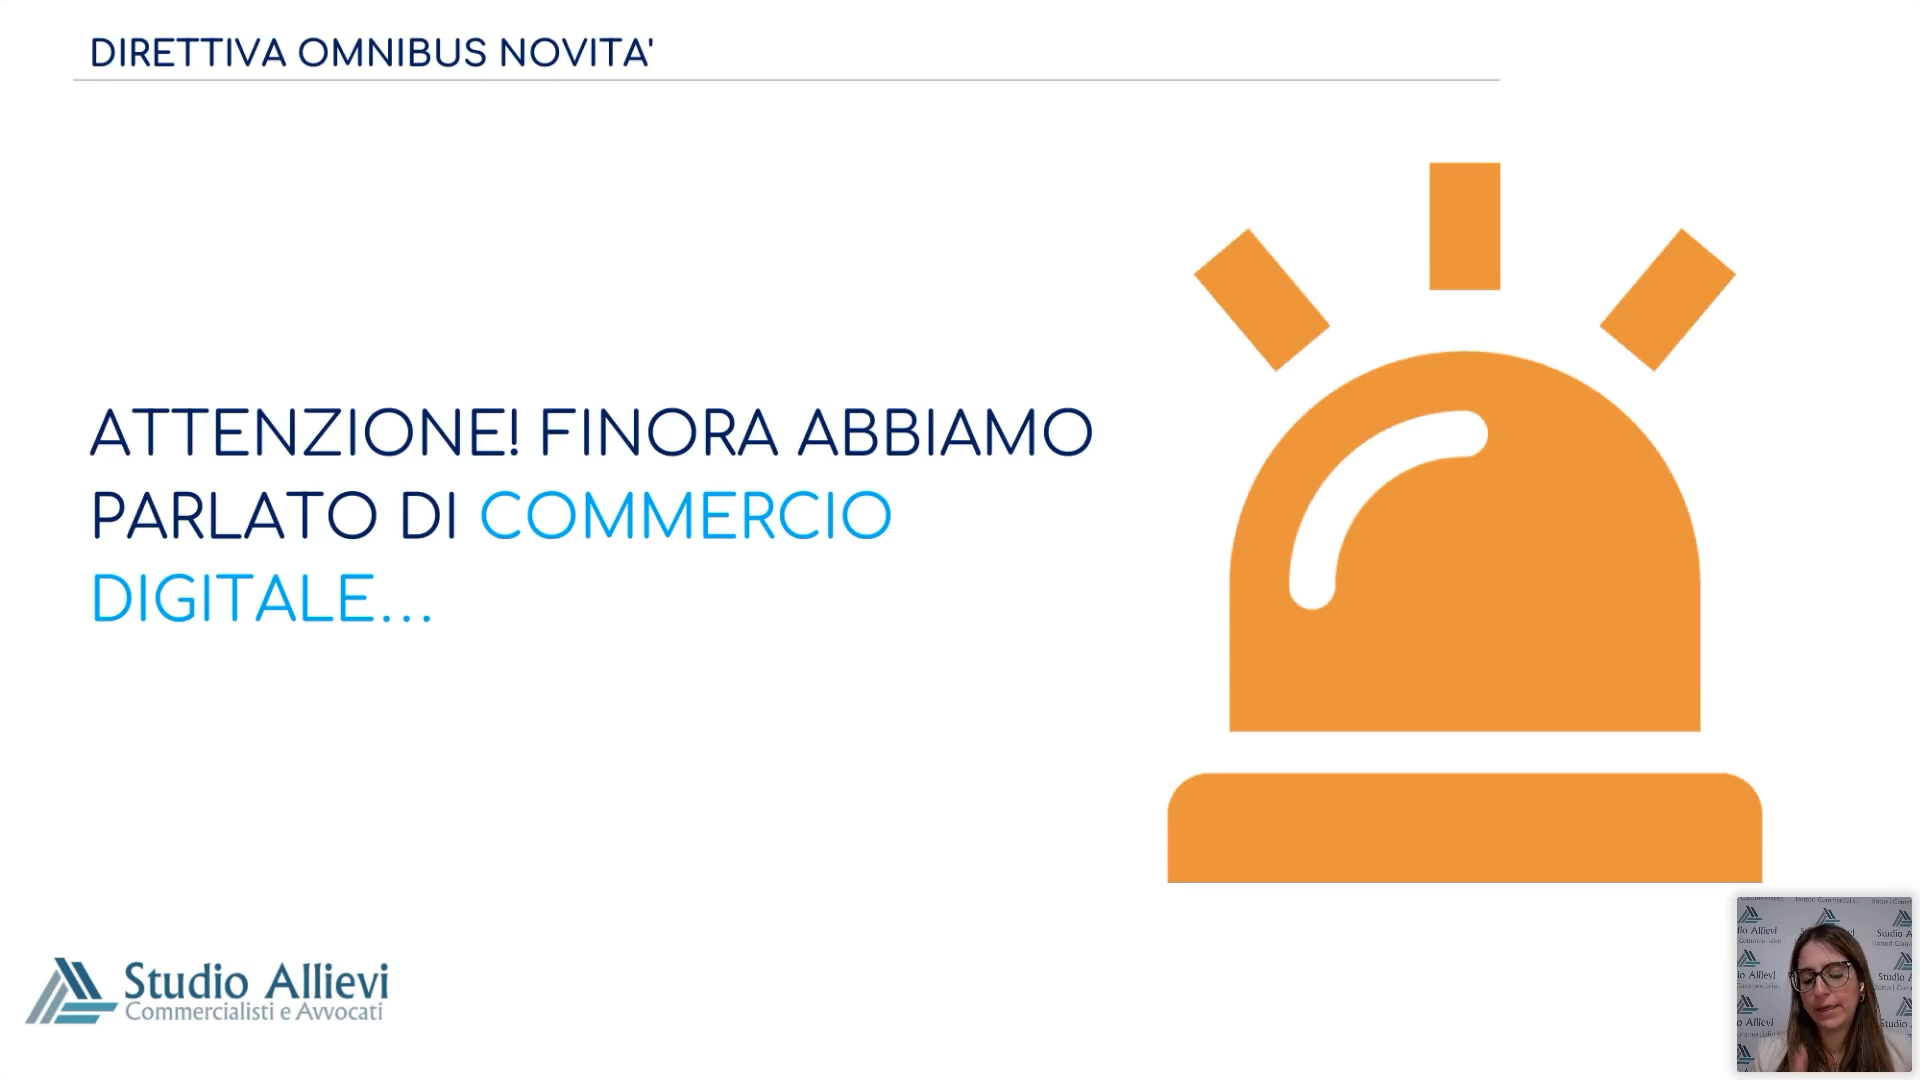 DIRETTIVA OMNIBUS NOVITA'
ATTENZIONE! FINORA ABBIAMO
PARLATO DI COMMERCIO
DIGITALE...
Studio Allievi
Commercialisti e Avvocati